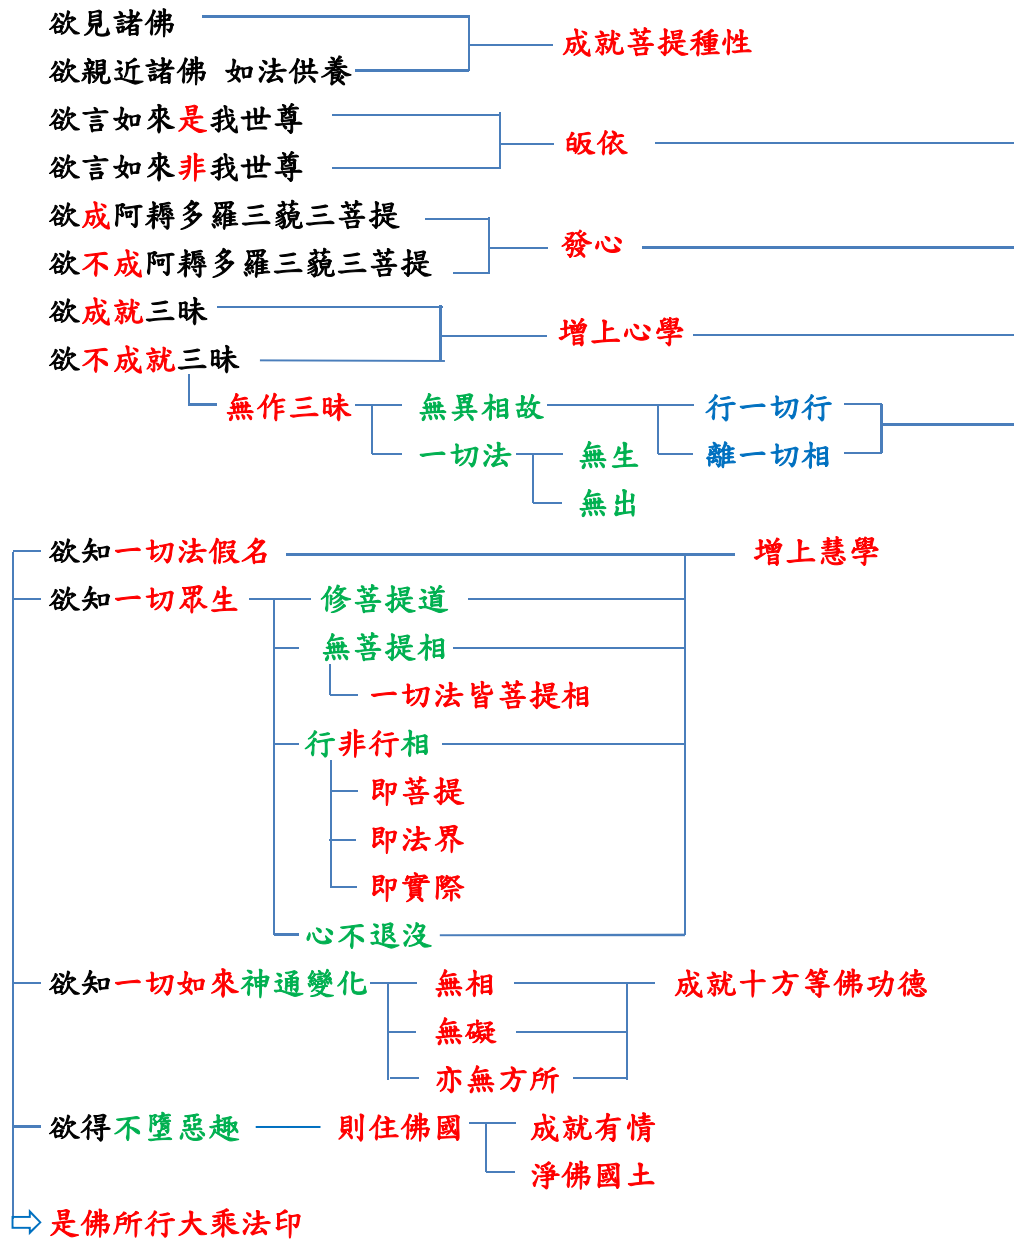 欲見諸佛
成就菩提種性
欲親近諸佛 如法供養
欲言如來是我世尊
皈依
欲言如來非我世尊
欲成阿耨多羅三藐三菩提
發心
欲不成阿耨多羅三藐三菩提
欲成就三昧
增上心學
欲不成就三昧
無作三昧 無異相故 行一切行
一切法 無生 離一切相
無出
欲知一切法假名 增上慧學
欲知一切眾生 修菩提道
無菩提相
一切法皆菩提相
行非行相
即菩提
即法界
即實際
心不退沒
欲知一切如來神通變化 無相 成就十方等佛功德
無礙
亦無方所
欲得不墮惡趣 則住佛國 成就有情
淨佛國土
是佛所行大乘法印